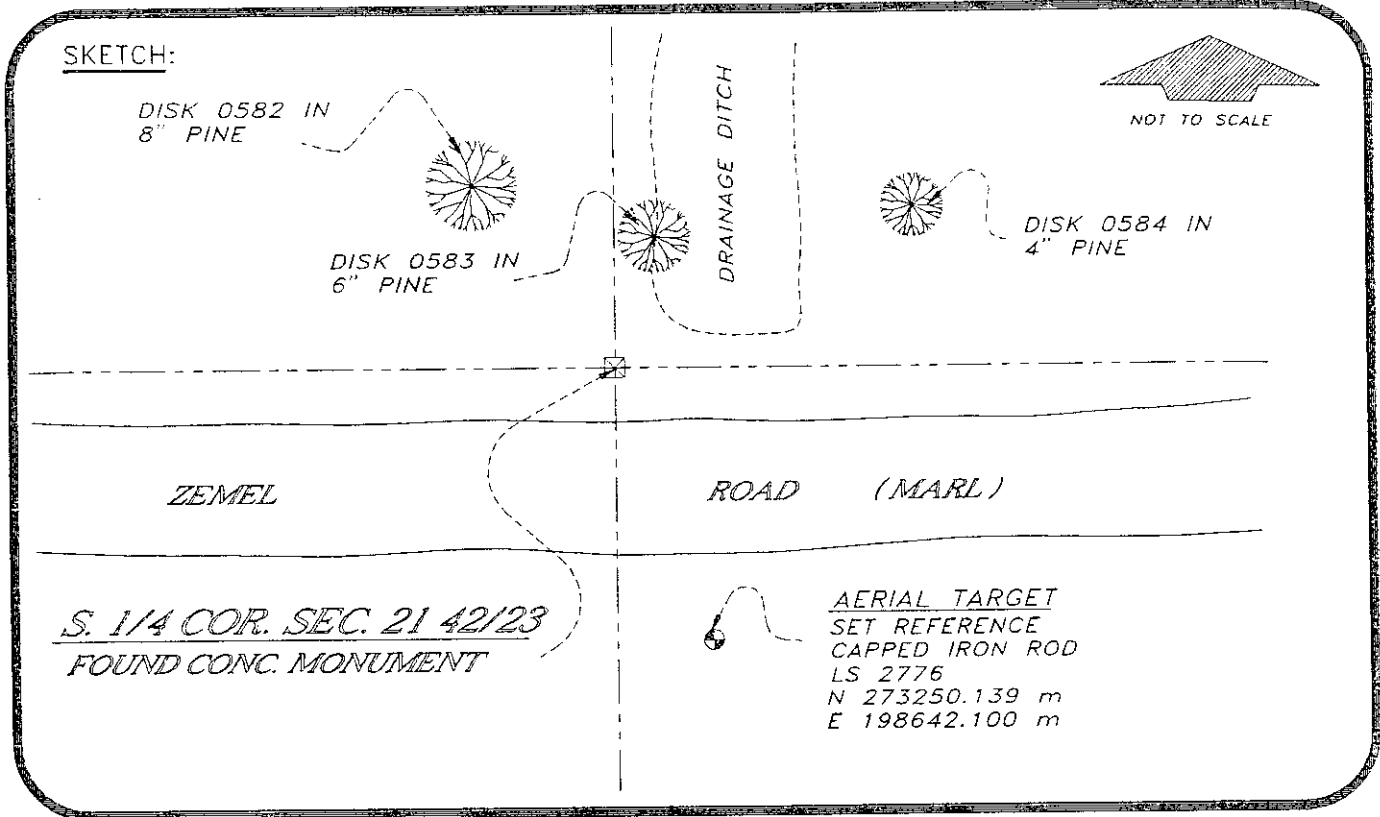 SKETCH:
DISK 0582 IN
8" PINE
DISK 0583 IN
6" PINE
DRAINAGE DITCH
NOT TO SCALE
DISK 0584 IN
4" PINE
ZEMEL ROAD (MARL)
S. 1/4 COR. SEC. 21 42/23
FOUND CONC. MONUMENT
AERIAL TARGET
SET REFERENCE
CAPPED IRON ROD
LS 2776
N 273250.139 m
E 198642.100 m